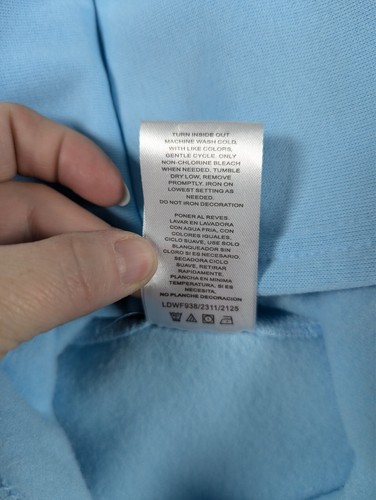 TURN INSIDE OUT
MACHINE WASH COLD,
WITH LIKE COLORS,
GENTLE CYCLE. ONLY
NON-CHLORINE BLEACH
WHEN NEEDED, TUMBLE
DRY LOW, REMOVE
PROMPTLY, IRON ON
LOWEST SETTING AS
NEEDED.
DO NOT IRON DECORATION
PONER AL REVES.
LAVAR EN LAVADORA
CON AGUA FRIA, CON
COLORES IGUALES,
CICLO SUAVE, USE SOLO
BLANQUEADOR SIN
CLORO SI ES NECESARIO.
SECADORA CICLO
SUAVE, RETIRAR
RAPIDAMENTE.
PLANCHA EN MINIMA
TEMPERATURA, SI ES
NECESITA.
NO PLANCHE DECORACION
LDWF938/2311/2125